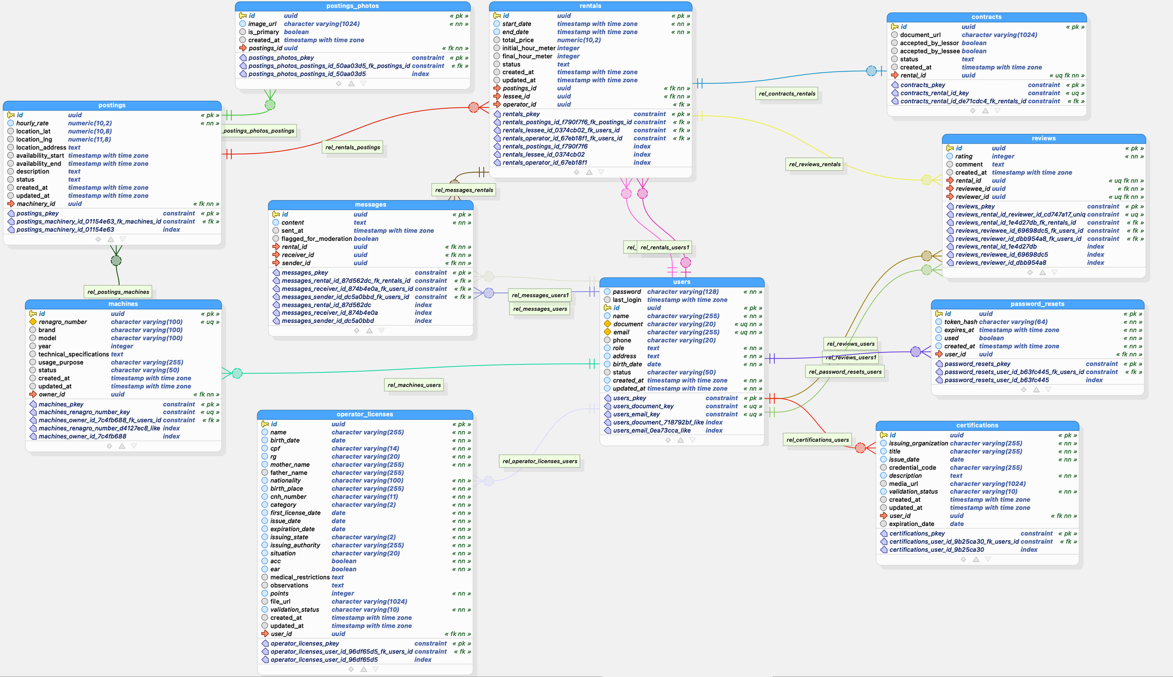 postings_photos
id uuid « pk »
image_url character varying(1024) « nn »
is_primary boolean
created_at timestamp with time zone
postings_id uuid « fk nn »
postings_photos_pkey constraint « pk »
postings_photos_postings_id_50aa03d5_fk_postings_id constraint « fk »
postings_photos_postings_id_50aa03d5 index
rentals
id uuid « pk »
start_date timestamp with time zone « nn »
end_date timestamp with time zone « nn »
total_price numeric(10,2)
initial_hour_meter integer
final_hour_meter integer
status text
created_at timestamp with time zone
updated_at timestamp with time zone
postings_id uuid « fk nn »
lessee_id uuid « fk nn »
operator_id uuid « fk »
rentals_pkey constraint « pk »
rentals_postings_id_f790f7f6_fk_postings_id constraint « fk »
rentals_lessee_id_0374cb02_fk_users_id constraint « fk »
rentals_operator_id_67eb18f1_fk_users_id constraint « fk »
rentals_postings_id_f790f7f6 index
rentals_lessee_id_0374cb02 index
rentals_operator_id_67eb18f1 index
contracts
id uuid « pk »
document_url character varying(1024)
accepted_by_lessor boolean
accepted_by_lessee boolean
status text
created_at timestamp with time zone
rental_id uuid « uq fk nn »
contracts_pkey constraint « pk »
contracts_rental_id_key constraint « uq »
contracts_rental_id_de71cdc4_fk_rentals_id constraint « fk »
rel_contracts_rentals
postings
id uuid « pk »
hourly_rate numeric(10,2) « nn »
location_lat numeric(10,8)
location_lng numeric(11,8)
location_address text
availability_start timestamp with time zone
availability_end timestamp with time zone
description text
status text
created_at timestamp with time zone
updated_at timestamp with time zone
machinery_id uuid « fk nn »
postings_pkey constraint « pk »
postings_machinery_id_01154e63_fk_machines_id constraint « fk »
postings_machinery_id_01154e63 index
postings_photos_postings
rel_rentals_postings
rel_reviews_rentals
rel_messages_rentals
reviews
id uuid « pk »
rating integer « nn »
comment text
created_at timestamp with time zone
rental_id uuid « uq fk nn »
reviewee_id uuid « fk nn »
reviewer_id uuid « uq fk nn »
reviews_pkey constraint « pk »
reviews_rental_id_reviewer_id_cd747a17_uniq constraint « uq »
reviews_rental_id_1e4d27db_fk_rentals_id constraint « fk »
reviews_reviewee_id_69698dc5_fk_users_id constraint « fk »
reviews_reviewer_id_dbb954a8_fk_users_id constraint « fk »
reviews_rental_id_1e4d27db index
reviews_reviewee_id_69698dc5 index
reviews_reviewer_id_dbb954a8 index
messages
id uuid « pk »
content text « nn »
sent_at timestamp with time zone
flagged_for_moderation boolean
rental_id uuid « fk nn »
receiver_id uuid « fk nn »
sender_id uuid « fk nn »
messages_pkey constraint « pk »
messages_rental_id_87d562dc_fk_rentals_id constraint « fk »
messages_receiver_id_874b4e0a_fk_users_id constraint « fk »
messages_sender_id_dc5a0bbd_fk_users_id constraint « fk »
messages_rental_id_87d562dc index
messages_receiver_id_874b4e0a index
messages_sender_id_dc5a0bbd index
rel_ rel_rentals_users1
rel_messages_users1
rel_messages_users
rel_postings_machines
machines
id uuid « pk »
renagro_number character varying(100) « uq »
brand character varying(100)
model character varying(100)
year integer
technical_specifications text
usage_purpose character varying(255)
status character varying(50)
created_at timestamp with time zone
updated_at timestamp with time zone
owner_id uuid « fk nn »
machines_pkey constraint « pk »
machines_renagro_number_key constraint « uq »
machines_owner_id_7c4fb688_fk_users_id constraint « fk »
machines_renagro_number_d4127ec8_like index
machines_owner_id_7c4fb688 index
users
password character varying(128) « nn »
last_login timestamp with time zone
id uuid « pk »
name character varying(255) « nn »
document character varying(20) « uq nn »
email character varying(255) « uq nn »
phone character varying(20)
role text « nn »
address text « nn »
birth_date date « nn »
status character varying(50)
created_at timestamp with time zone
updated_at timestamp with time zone
users_pkey constraint « pk »
users_document_key constraint « uq »
users_email_key constraint « uq »
users_document_718792bf_like index
users_email_0ea73cca_like index
password_resets
id uuid « pk »
token_hash character varying(64) « nn »
expires_at timestamp with time zone « nn »
used boolean « nn »
created_at timestamp with time zone « nn »
user_id uuid « fk nn »
password_resets_pkey constraint « pk »
password_resets_user_id_b63fc445_fk_users_id constraint « fk »
password_resets_user_id_b63fc445 index
rel_reviews_users
rel_reviews_users1
rel_password_resets_users
rel_machines_users
operator_licenses
id uuid « pk »
name character varying(255) « nn »
birth_date date « nn »
cpf character varying(14) « nn »
rg character varying(20) « nn »
mother_name character varying(255) « nn »
father_name character varying(255)
nationality character varying(100) « nn »
birth_place character varying(255) « nn »
cnh_number character varying(11) « nn »
category character varying(2) « nn »
first_license_date date « nn »
issue_date date « nn »
expiration_date date « nn »
issuing_state character varying(2) « nn »
issuing_authority character varying(255) « nn »
situation character varying(20) « nn »
acc boolean « nn »
ear boolean « nn »
medical_restrictions text
observations text
points integer « nn »
file_url character varying(1024)
validation_status character varying(10) « nn »
created_at timestamp with time zone
updated_at timestamp with time zone
user_id uuid « fk nn »
operator_licenses_pkey constraint « pk »
operator_licenses_user_id_96df65d5_fk_users_id constraint « fk »
operator_licenses_user_id_96df65d5 index
rel_operator_licenses_users
rel_certifications_users
certifications
id uuid « pk »
issuing_organization character varying(255) « nn »
title character varying(255) « nn »
issue_date date « nn »
credential_code character varying(255)
description text « nn »
media_url character varying(1024)
validation_status character varying(10) « nn »
created_at timestamp with time zone
updated_at timestamp with time zone
user_id uuid « fk nn »
expiration_date date
certifications_pkey constraint « pk »
certifications_user_id_9b25ca30_fk_users_id constraint « fk »
certifications_user_id_9b25ca30 index